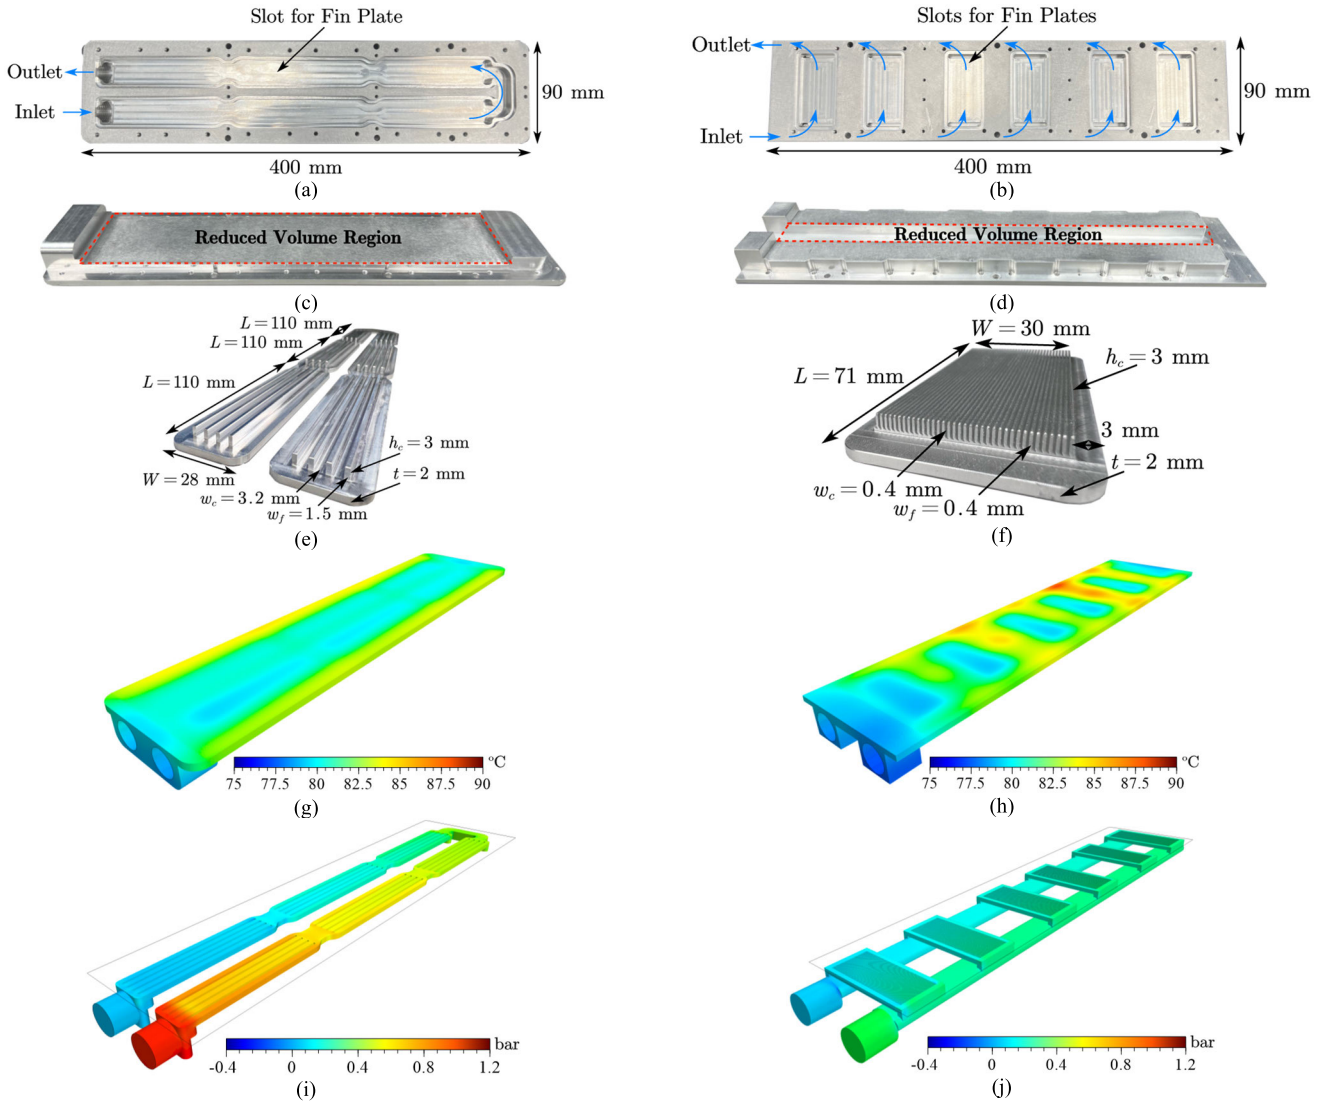 Slot for Fin Plate
Outlet
Inlet
90 mm
400 mm
(a)
Slots for Fin Plates
Outlet
Inlet
90 mm
400 mm
(b)
Reduced Volume Region
(c)
Reduced Volume Region
(d)
L=110 mm
L=110 mm
L=110 mm
h_c=3 mm
t=2 mm
W=28 mm
w_c=3.2 mm
w_f=1.5 mm
(e)
W=30 mm
h_c=3 mm
L=71 mm
3 mm
t=2 mm
w_c=0.4 mm
w_f=0.4 mm
(f)
°C
75 77.5 80 82.5 85 87.5 90
(g)
°C
75 77.5 80 82.5 85 87.5 90
(h)
bar
-0.4 0 0.4 0.8 1.2
(i)
bar
-0.4 0 0.4 0.8 1.2
(j)